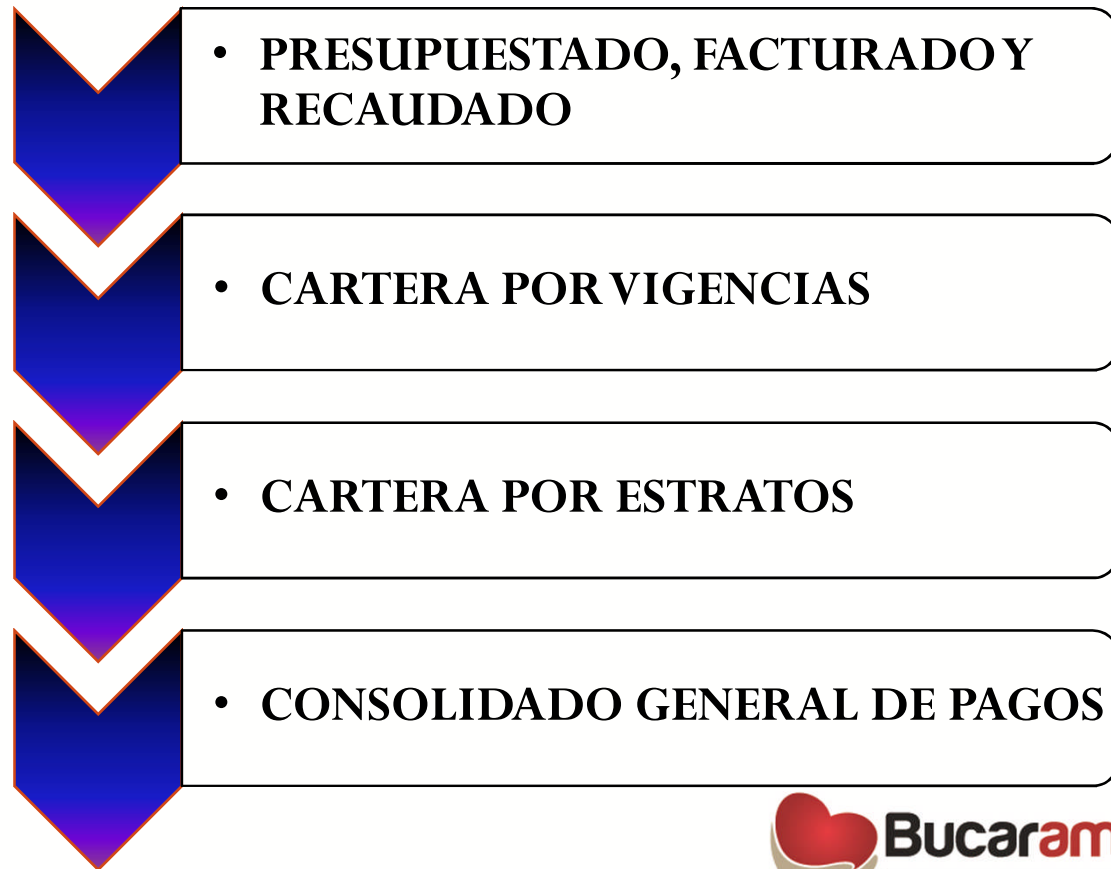 • PRESUPUESTADO, FACTURADO Y
RECAUDADO
• CARTERA POR VIGENCIAS
• CARTERA POR ESTRATOS
• CONSOLIDADO GENERAL DE PAGOS
Bucaram